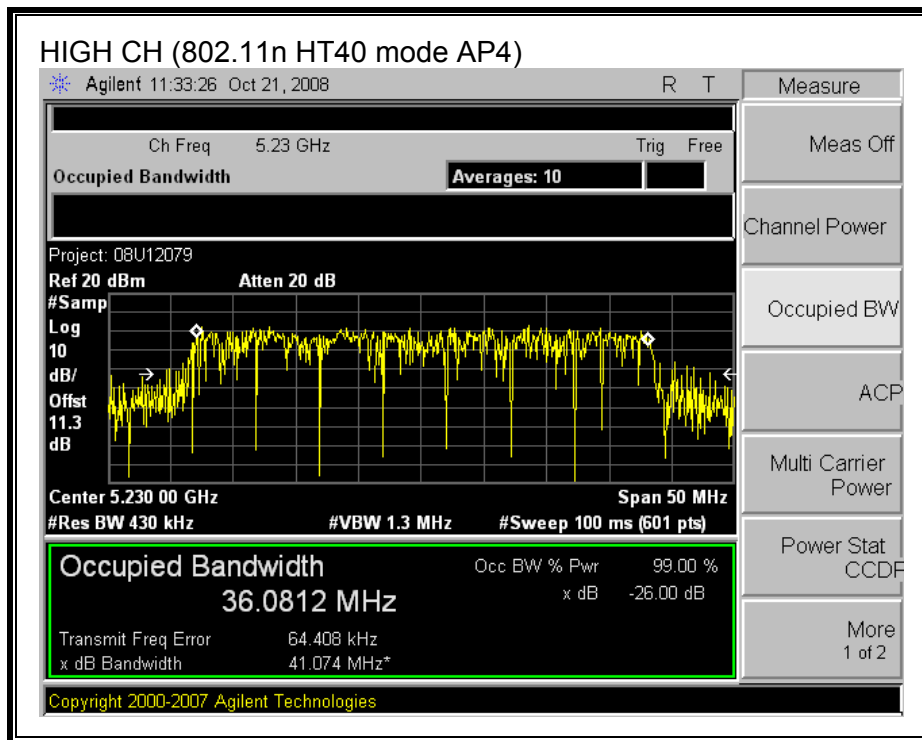 HIGH CH (802.11n HT40 mode AP4)
Agilent 11:33:26 Oct 21, 2008 R T
Measure
Ch Freq 5.23 GHz Trig Free
Occupied Bandwidth Averages: 10
Meas Off
Channel Power
Occupied BW
ACP
Multi Carrier
Power
Power Stat
CCDF
More
1 of 2
Project: 08U12079
Ref 20 dBm Atten 20 dB
#Samp
Log
10
dB/
Offst
11.3
dB
Center 5.230 00 GHz Span 50 MHz
#Res BW 430 kHz #VBW 1.3 MHz #Sweep 100 ms (601 pts)
Occupied Bandwidth Occ BW % Pwr 99.00 %
36.0812 MHz x dB -26.00 dB
Transmit Freq Error 64.408 kHz
x dB Bandwidth 41.074 MHz*
Copyright 2000-2007 Agilent Technologies